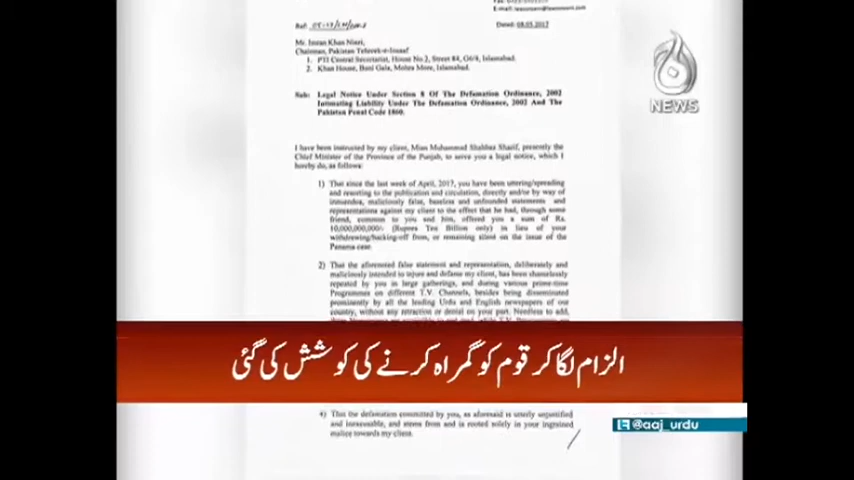 E-mail:
Ref:
Dated: 08.05.2017
Mr. Imran Khan Niazi,
Chairman, Pakistan Tehreek-e-Insaaf
1. PTI Central Secretariat, House No.2, Street 84, G6/4, Islamabad.
2. Khan House, Bani Gala, Mohra More, Islamabad.
Sub: Legal Notice Under Section 8 Of The Defamation Ordinance, 2002
Intimating Liability Under The Defamation Ordinance, 2002 And The
Pakistan Penal Code 1860.
I have been instructed by my client, Mian Muhammad Shahbaz Sharif, presently the
Chief Minister of the Province of the Punjab, to serve you a legal notice, which I
hereby do, as follows:
1) That since the last week of April, 2017, you have been uttering/spreading
and resorting to the publication and circulation, directly and/or by way of
innuendos, maliciously false, baseless and unfounded statements and
representations against my client to the effect that he had, through some
friend, common to you and him, offered you a sum of Rs.
10,000,000,000/- (Rupees Ten Billion only) in lieu of your
withdrawing/backing-off from, or remaining silent on the issue of the
Panama case.
2) That the aforenoted false statement and representation, deliberately and
maliciously intended to injure and defame my client, has been shamelessly
repeated by you in large gatherings, and during various prime-time
Programmes on different T.V. Channels, besides being disseminated
prominently by all the leading Urdu and English newspapers of our
country, without any retraction or denial on your part. Needless to add,
الزام لگا کر قوم کو گمراہ کرنے کی کوشش کی گئی
4) That the defamation committed by you, as aforesaid is utterly unjustified
and inexcusable, and stems from and is rooted solely in your ingrained
malice towards my client.
NEWS
@aaj_urdu